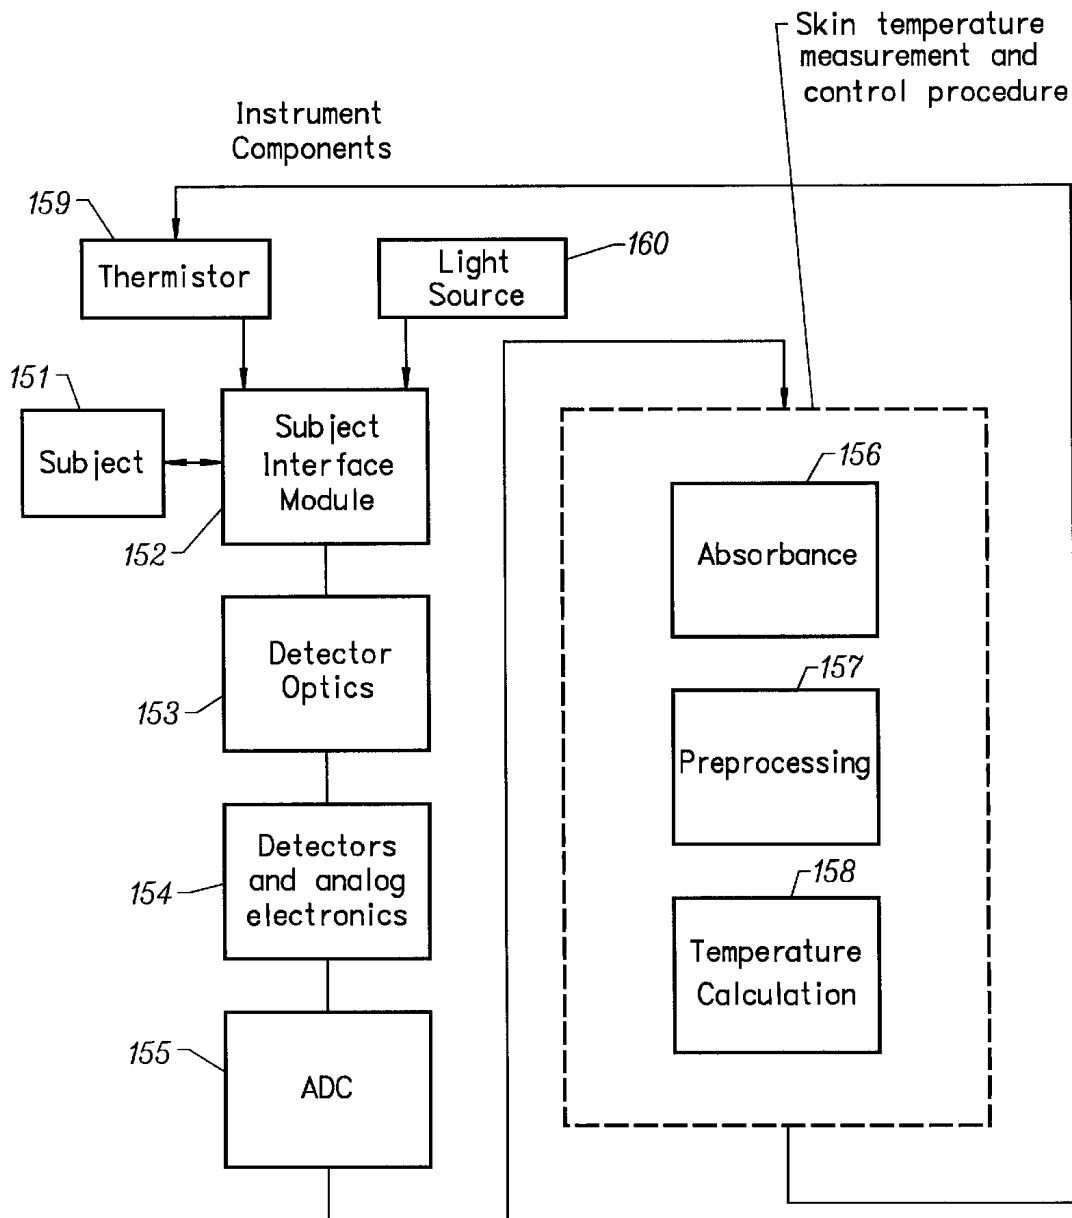 Skin temperature
measurement and
control procedure
Instrument
Components
159
Thermistor
160
Light
Source
151
Subject
Subject
Interface
Module
152
156
Absorbance
Detector
Optics
153
157
Preprocessing
Detectors
and analog
electronics
154
158
Temperature
Calculation
155
ADC